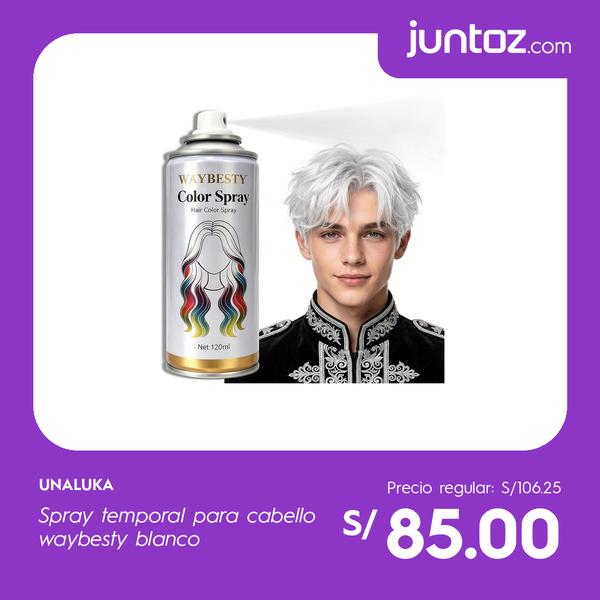 juntoz.com
WAYBESTY
Color Spray
Hair Color Spray
Net:120ml
UNALUKA
Spray temporal para cabello
waybesty blanco
Precio regular: S/106.25
S/ 85.00